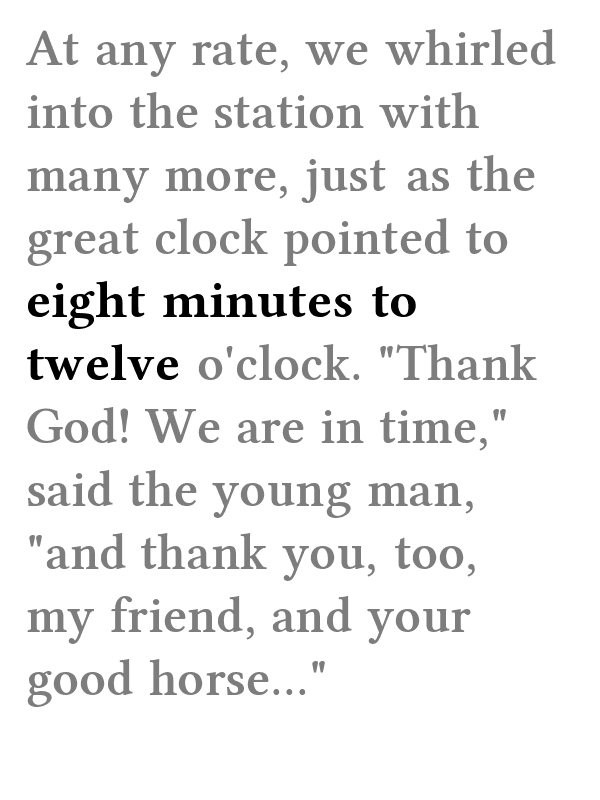 At any rate, we whirled
into the station with
many more, just as the
great clock pointed to
eight minutes to
twelve o'clock. "Thank
God! We are in time,"
said the young man,
"and thank you, too,
my friend, and your
good horse..."